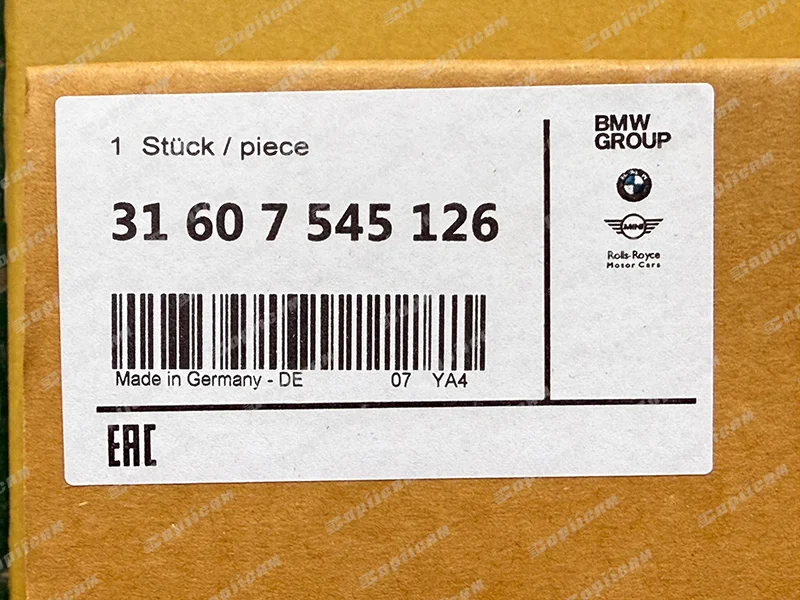 1 Stück / piece
31 60 7 545 126
Made in Germany - DE 07 YA4
EAC
BMW
GROUP
MINI
Rolls-Royce
Motor Cars